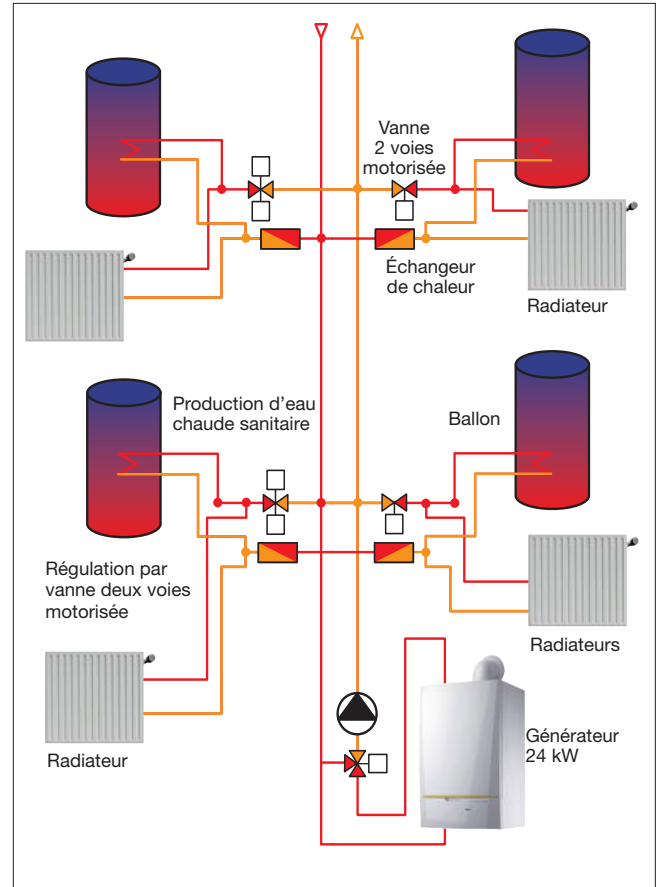 Vanne
2 voies
motorisée
Échangeur
de chaleur
Radiateur
Production d’eau
chaude sanitaire
Ballon
Régulation par
vanne deux voies
motorisée
Radiateurs
Radiateur
Générateur
24 kW